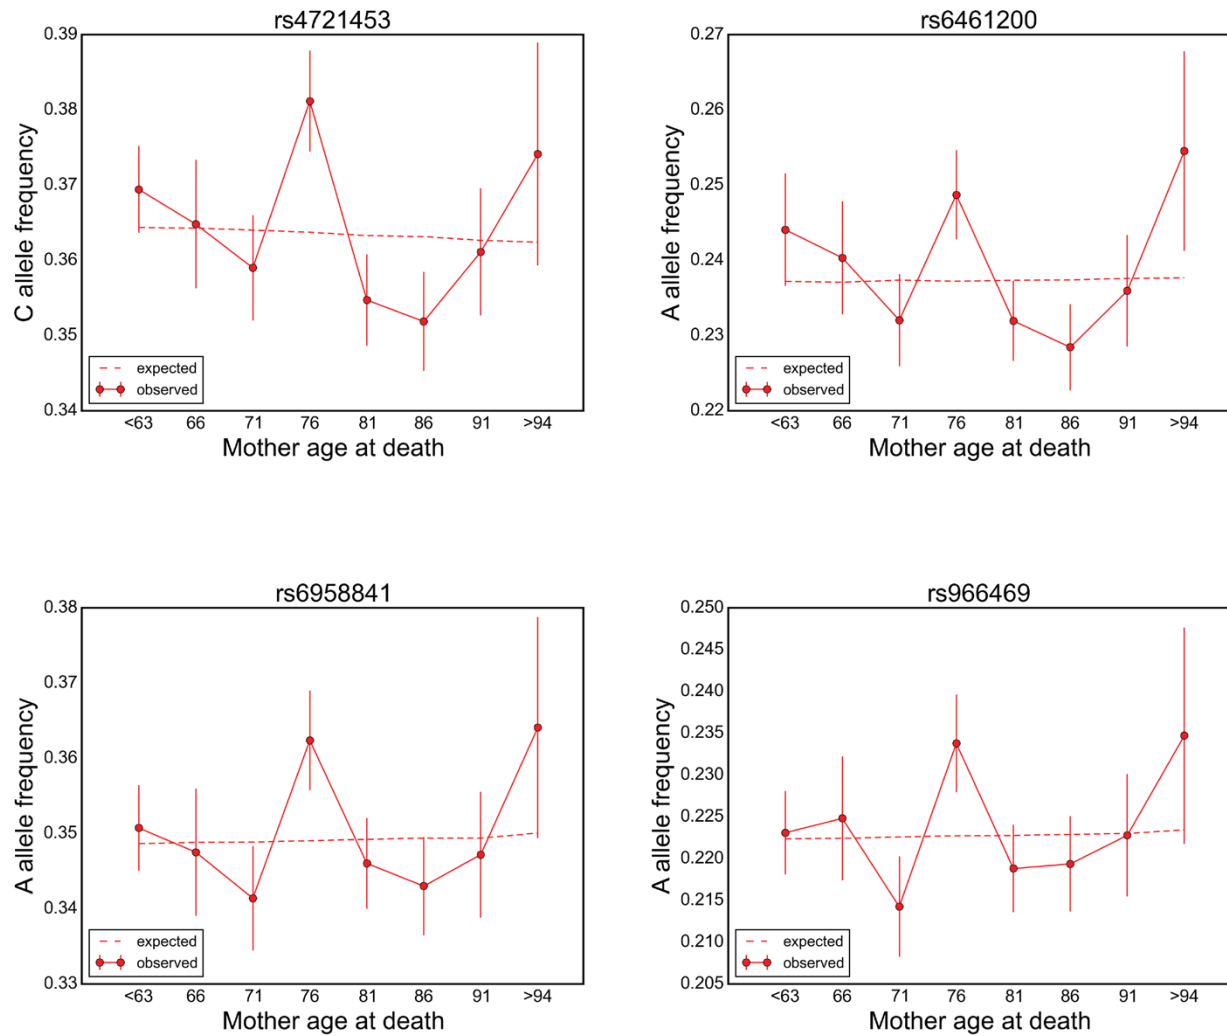 rs4721453
0.39
0.38
0.37
0.36
0.35
0.34
C allele frequency
expected
observed
<63 66 71 76 81 86 91 >94
Mother age at death
rs6461200
0.27
0.26
0.25
0.24
0.23
0.22
A allele frequency
expected
observed
<63 66 71 76 81 86 91 >94
Mother age at death
rs6958841
0.38
0.37
0.36
0.35
0.34
0.33
A allele frequency
expected
observed
<63 66 71 76 81 86 91 >94
Mother age at death
rs966469
0.250
0.245
0.240
0.235
0.230
0.225
0.220
0.215
0.210
0.205
A allele frequency
expected
observed
<63 66 71 76 81 86 91 >94
Mother age at death